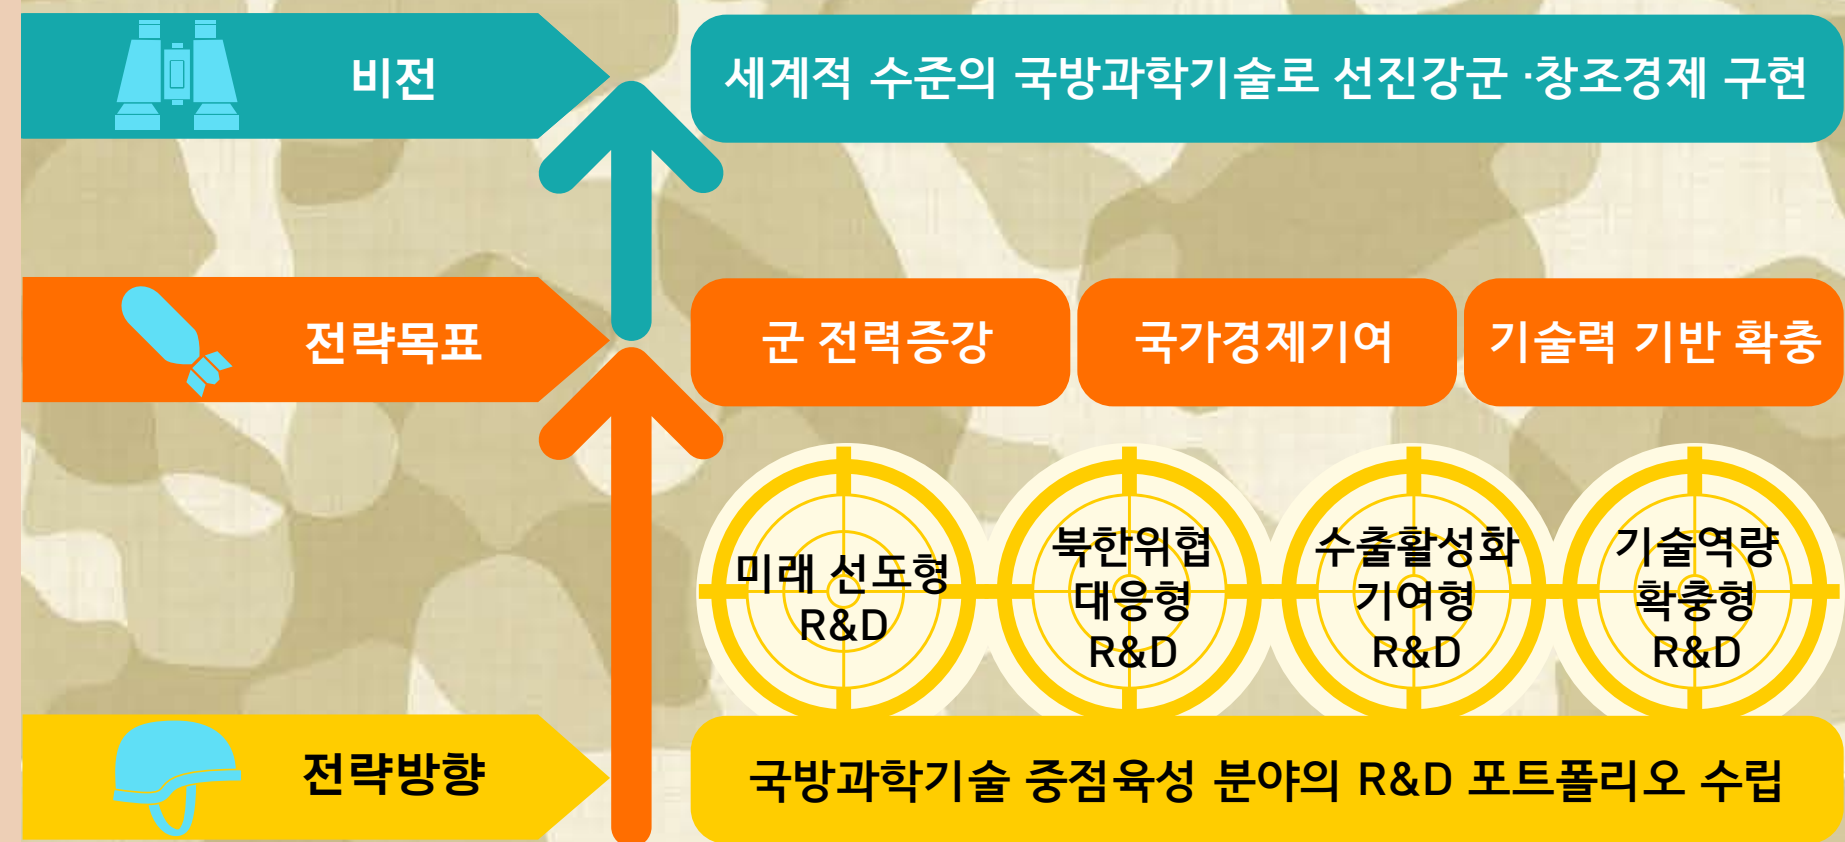 비전
세계적 수준의 국방과학기술로 선진강군 ·창조경제 구현
전략목표
군 전력증강
국가경제기여
기술력 기반 확충
미래 선도형
R&D
북한위협
대응형
R&D
수출활성화
기여형
R&D
기술역량
확충형
R&D
전략방향
국방과학기술 중점육성 분야의 R&D 포트폴리오 수립